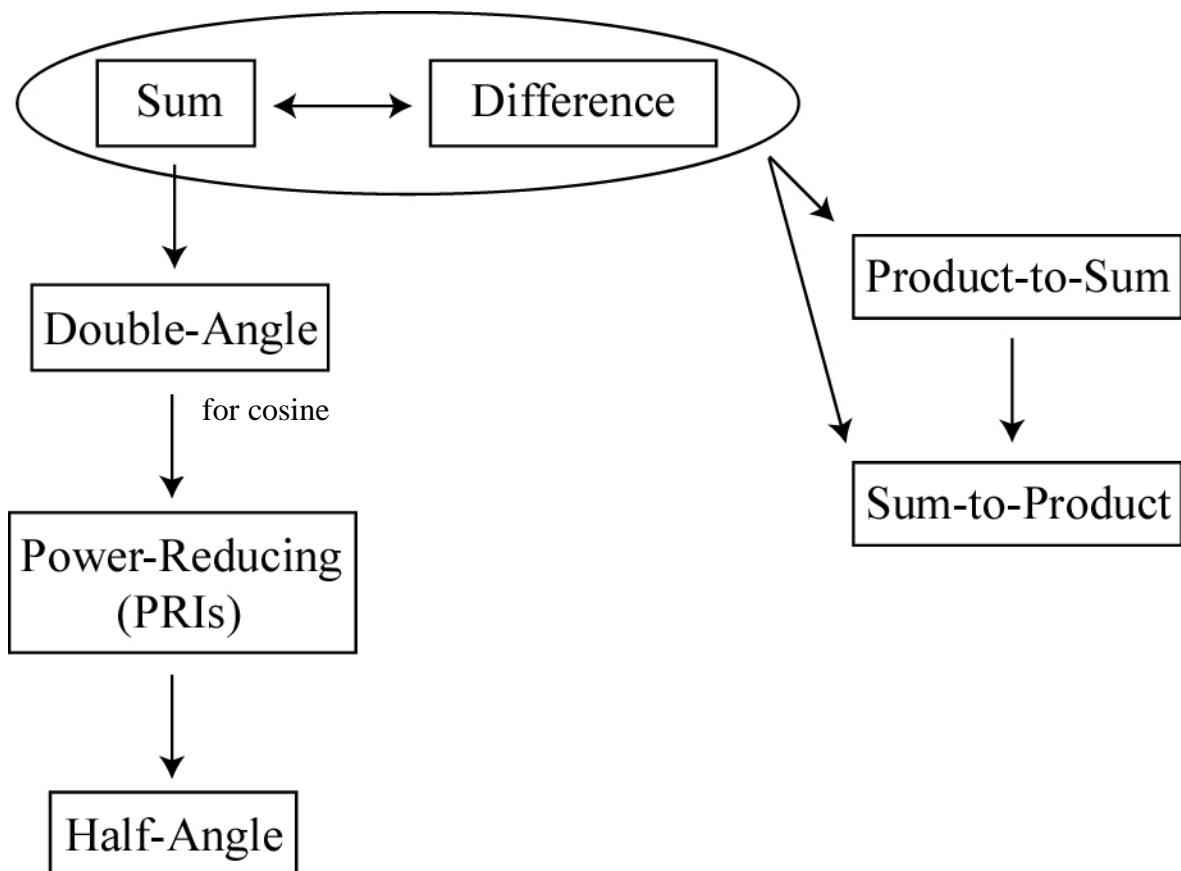 Sum
Difference
Product-to-Sum
Double-Angle
for cosine
Sum-to-Product
Power-Reducing
(PRIs)
Half-Angle